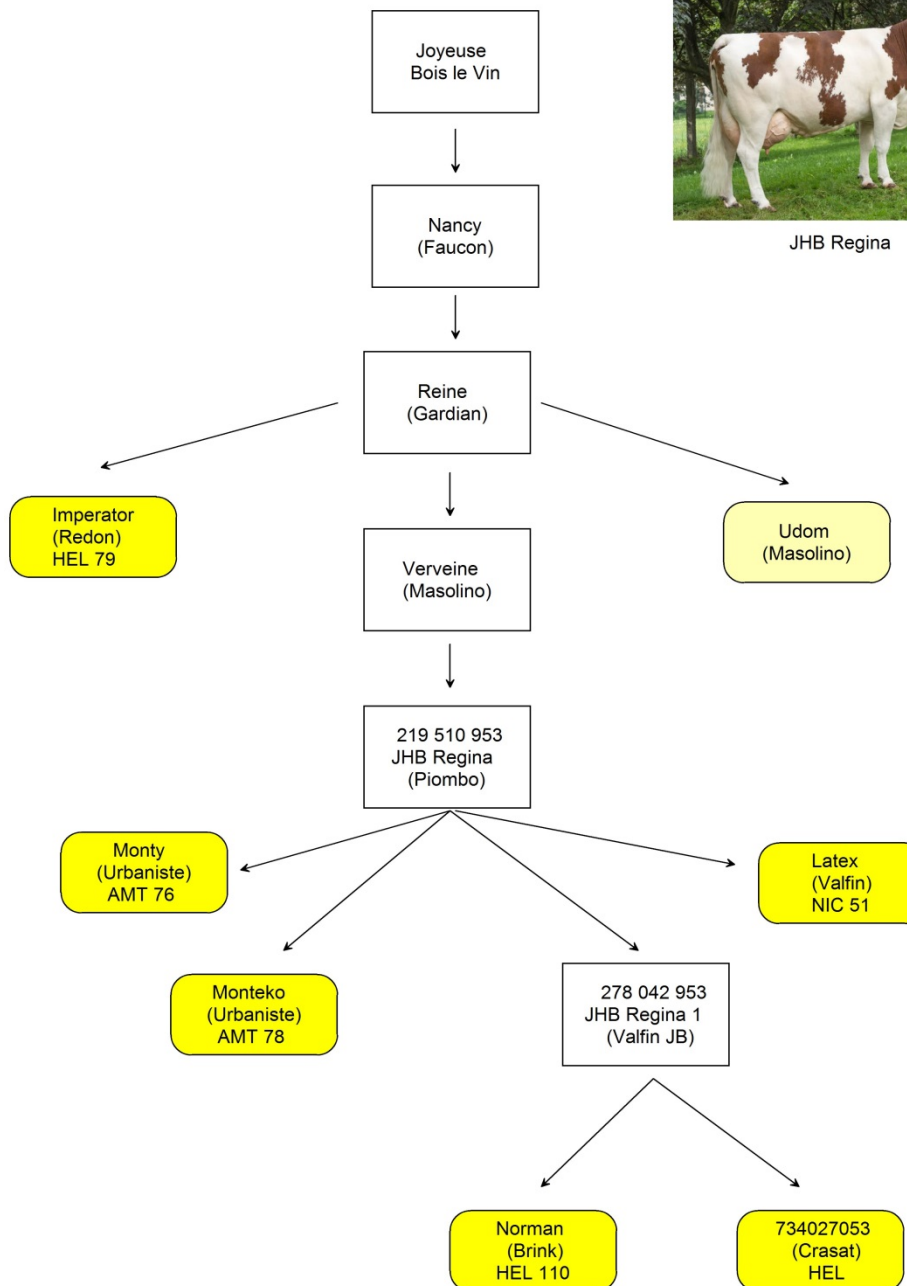 Joyeuse
Bois le Vin
JHB Regina
Nancy
(Faucon)
Reine
(Gardian)
Imperator
(Redon)
HEL 79
Udom
(Masolino)
Verveine
(Masolino)
219 510 953
JHB Regina
(Piombo)
Monty
(Urbaniste)
AMT 76
Latex
(Valfin)
NIC 51
Monteko
(Urbaniste)
AMT 78
278 042 953
JHB Regina 1
(Valfin JB)
Norman
(Brink)
HEL 110
734027053
(Crasat)
HEL